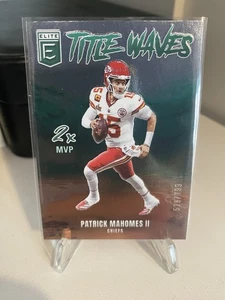 ELITE
TITLE WAVES
2x
MVP
15
PATRICK MAHOMES II
CHIEFS